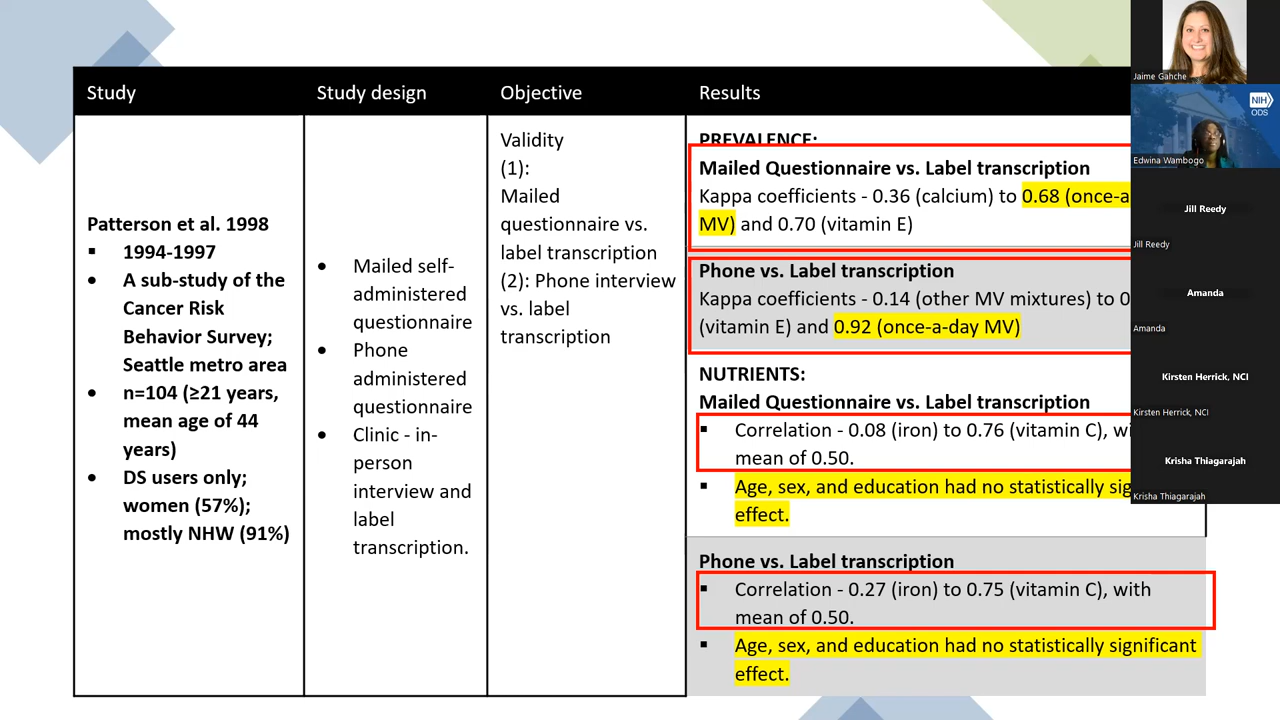 Study
Study design
Objective
Results
Patterson et al. 1998
▪ 1994-1997
• A sub-study of the
Cancer Risk
Behavior Survey;
Seattle metro area
• n=104 (≥21 years,
mean age of 44
years)
• DS users only;
women (57%);
mostly NHW (91%)
• Mailed self-
administered
questionnaire
• Phone
administered
questionnaire
• Clinic - in-
person
interview and
label
transcription.
Validity
(1):
Mailed
questionnaire vs.
label transcription
(2): Phone interview
vs. label
transcription
PREVALENCE:
Mailed Questionnaire vs. Label transcription
Kappa coefficients - 0.36 (calcium) to 0.68 (once-a
MV) and 0.70 (vitamin E)
Phone vs. Label transcription
Kappa coefficients - 0.14 (other MV mixtures) to 0
(vitamin E) and 0.92 (once-a-day MV)
NUTRIENTS:
Mailed Questionnaire vs. Label transcription
▪ Correlation - 0.08 (iron) to 0.76 (vitamin C),
mean of 0.50.
▪ Age, sex, and education had no statistically
effect.
Phone vs. Label transcription
▪ Correlation - 0.27 (iron) to 0.75 (vitamin C), with
mean of 0.50.
▪ Age, sex, and education had no statistically significant
effect.
Jaime Gahche
NIH
ODS
Edwina Wambogo
Jill Reedy
Jill Reedy
Amanda
Amanda
Kirsten Herrick, NCI
Kirsten Herrick, NCI
Krisha Thiagarajah
Krisha Thiagarajah